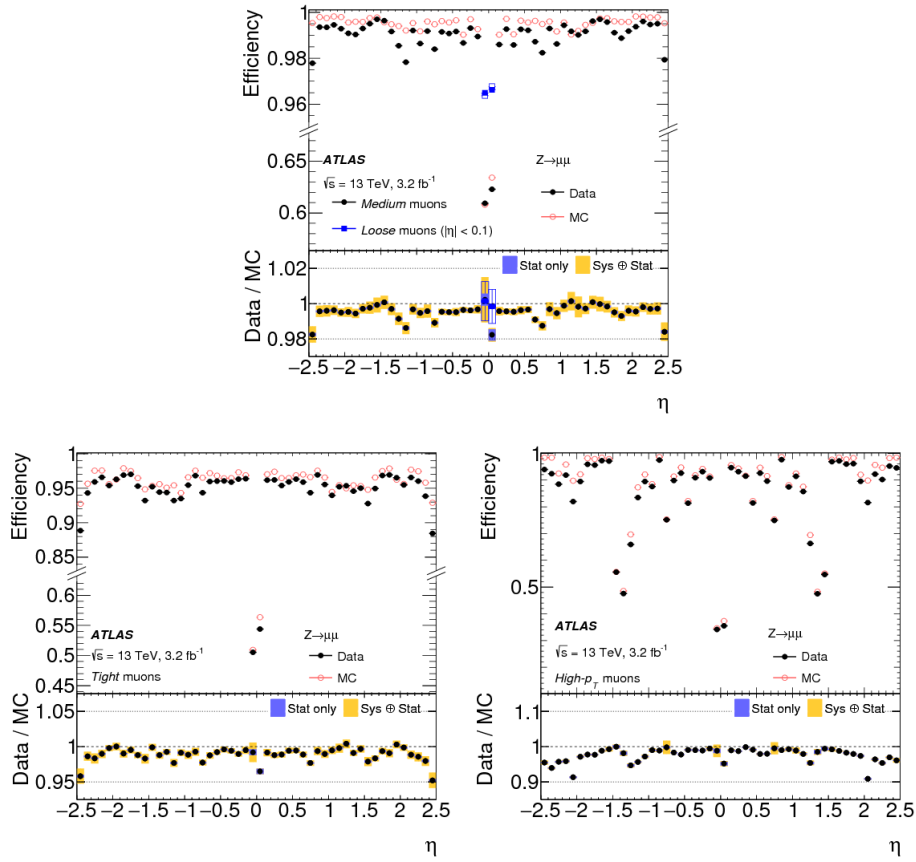 1
0.98
0.96
0.65
0.6
Efficiency
ATLAS
√s = 13 TeV, 3.2 fb⁻¹
Medium muons
Loose muons (|η| < 0.1)
Z→μμ
Data
MC
Stat only
Sys ⊕ Stat
1.02
1
0.98
Data / MC
−2.5 −2 −1.5 −1 −0.5 0 0.5 1 1.5 2 2.5
η
1
0.95
0.9
0.85
0.6
0.55
0.5
0.45
Efficiency
ATLAS
√s = 13 TeV, 3.2 fb⁻¹
Tight muons
Z→μμ
Data
MC
Stat only
Sys ⊕ Stat
1.05
1
0.95
Data / MC
−2.5 −2 −1.5 −1 −0.5 0 0.5 1 1.5 2 2.5
η
1
0.5
Efficiency
ATLAS
√s = 13 TeV, 3.2 fb⁻¹
High-p_T muons
Z→μμ
Data
MC
Stat only
Sys ⊕ Stat
1.1
1
0.9
Data / MC
−2.5 −2 −1.5 −1 −0.5 0 0.5 1 1.5 2 2.5
η